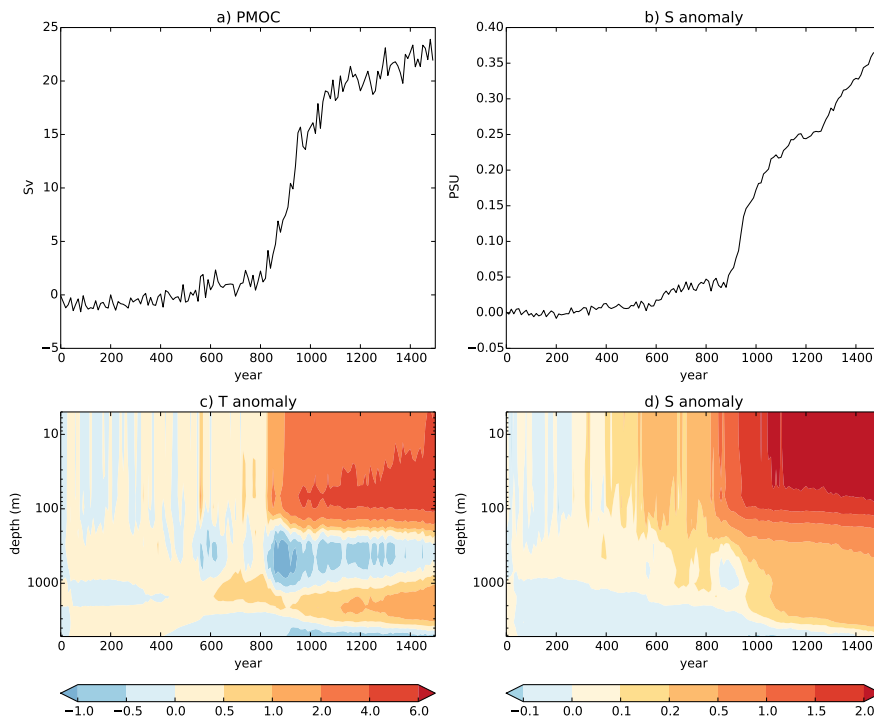 a) PMOC
b) S anomaly
25
20
15
10
5
0
−5
Sv
0 200 400 600 800 1000 1200 1400
year
0.40
0.35
0.30
0.25
0.20
0.15
0.10
0.05
0.00
−0.05
PSU
0 200 400 600 800 1000 1200 1400
year
c) T anomaly
d) S anomaly
10
100
1000
depth (m)
0 200 400 600 800 1000 1200 1400
year
10
100
1000
depth (m)
0 200 400 600 800 1000 1200 1400
year
−1.0 −0.5 0.0 0.5 1.0 2.0 4.0 6.0
−0.1 0.0 0.1 0.2 0.5 1.0 1.5 2.0